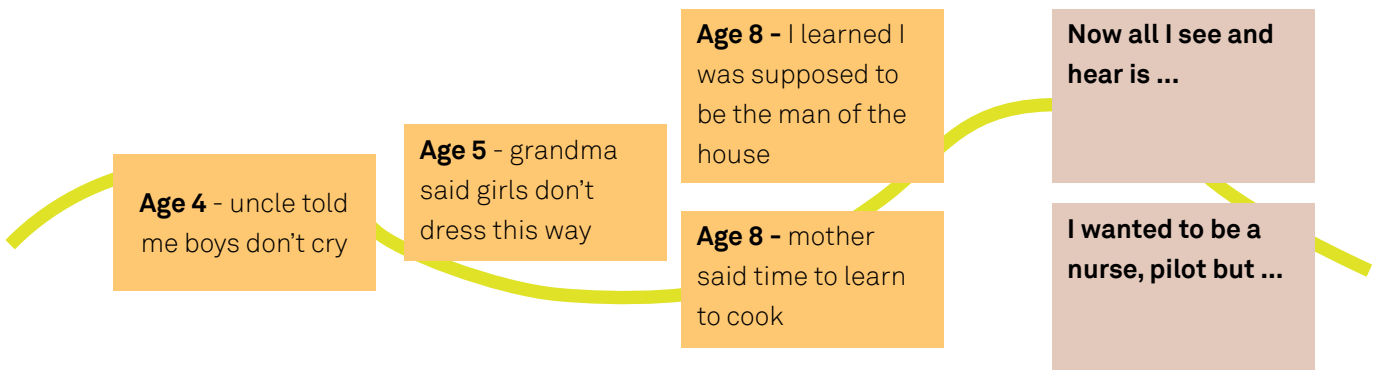 Age 4 - uncle told
me boys don’t cry
Age 5 - grandma
said girls don’t
dress this way
Age 8 - I learned I
was supposed to
be the man of the
house
Age 8 - mother
said time to learn
to cook
Now all I see and
hear is ...
I wanted to be a
nurse, pilot but ...